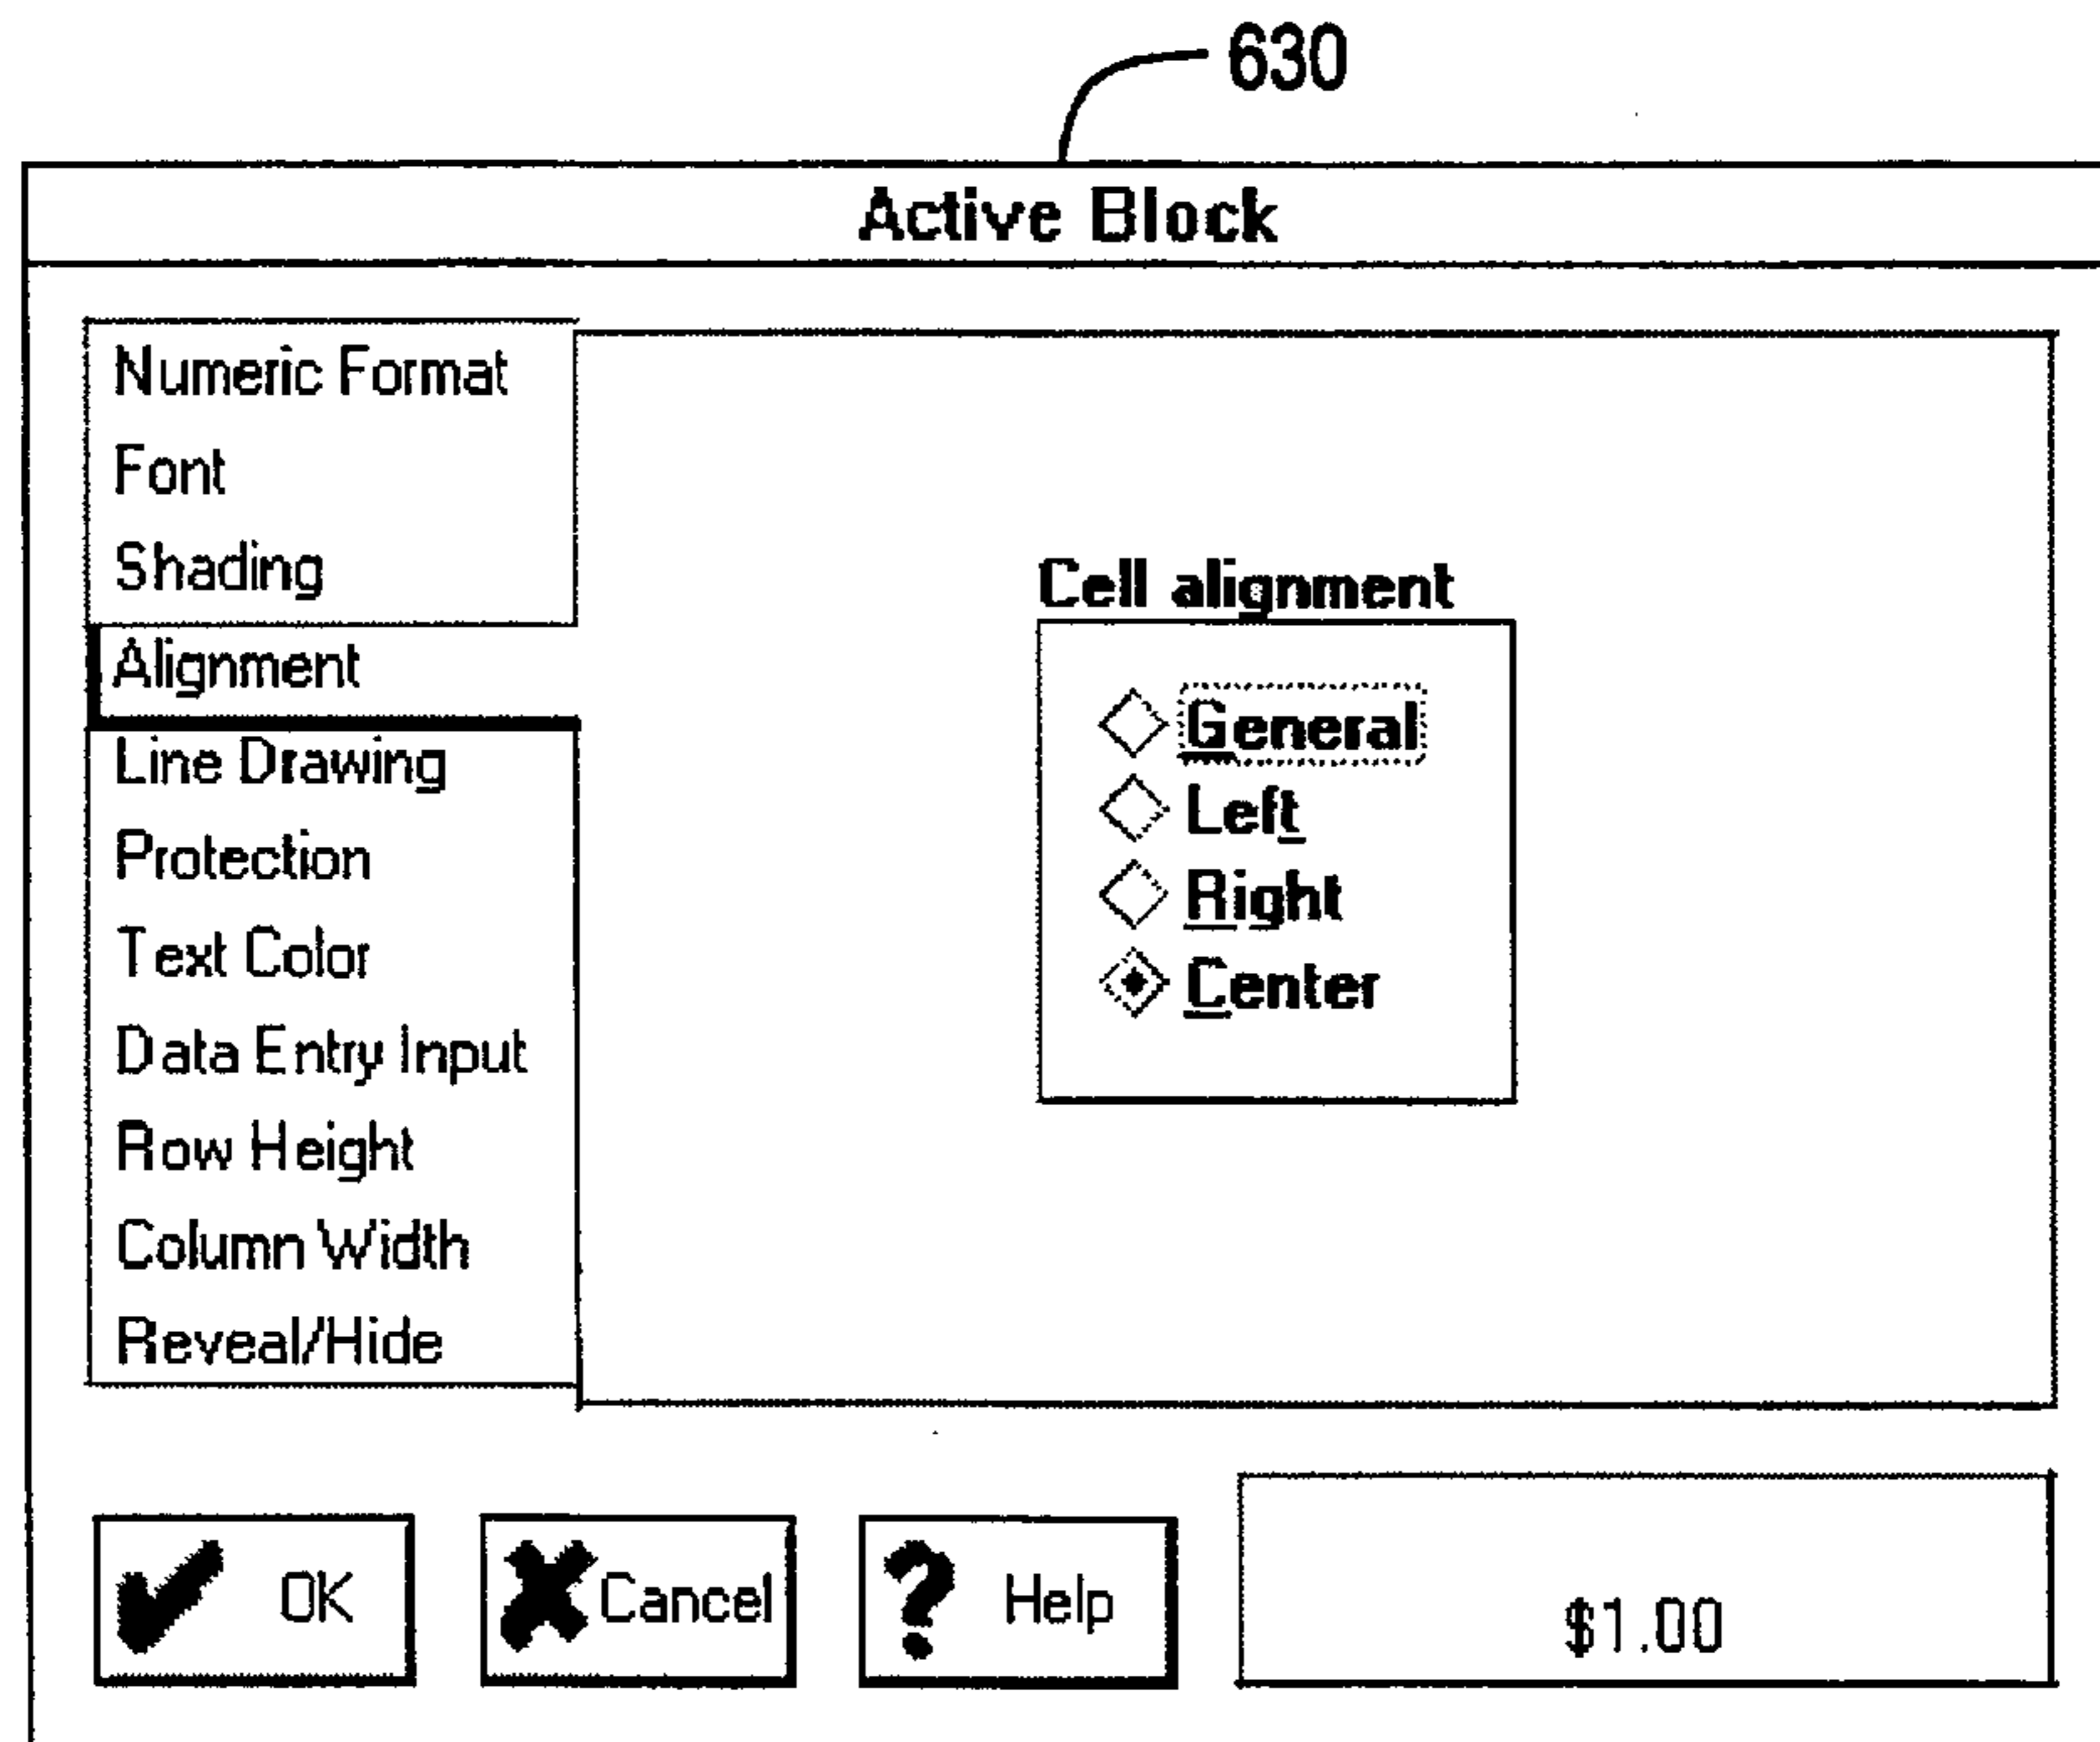 630
Active Block
Numeric Format
Font
Shading
Alignment
Line Drawing
Protection
Text Color
Data Entry Input
Row Height
Column Width
Reveal/Hide
Cell alignment
General
Left
Right
Center
OK
Cancel
? Help
$1.00